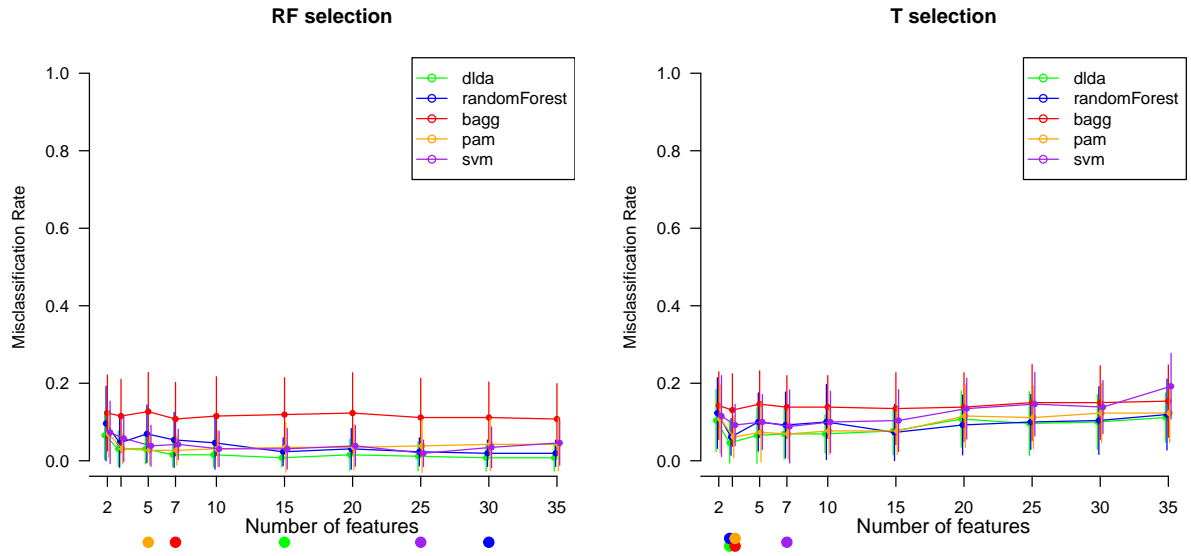 RF selection
1.0
0.8
0.6
0.4
0.2
0.0
Misclassification Rate
dlda
randomForest
bagg
pam
svm
2 5 7 10 15 20 25 30 35
Number of features
T selection
1.0
0.8
0.6
0.4
0.2
0.0
Misclassification Rate
dlda
randomForest
bagg
pam
svm
2 5 7 10 15 20 25 30 35
Number of features